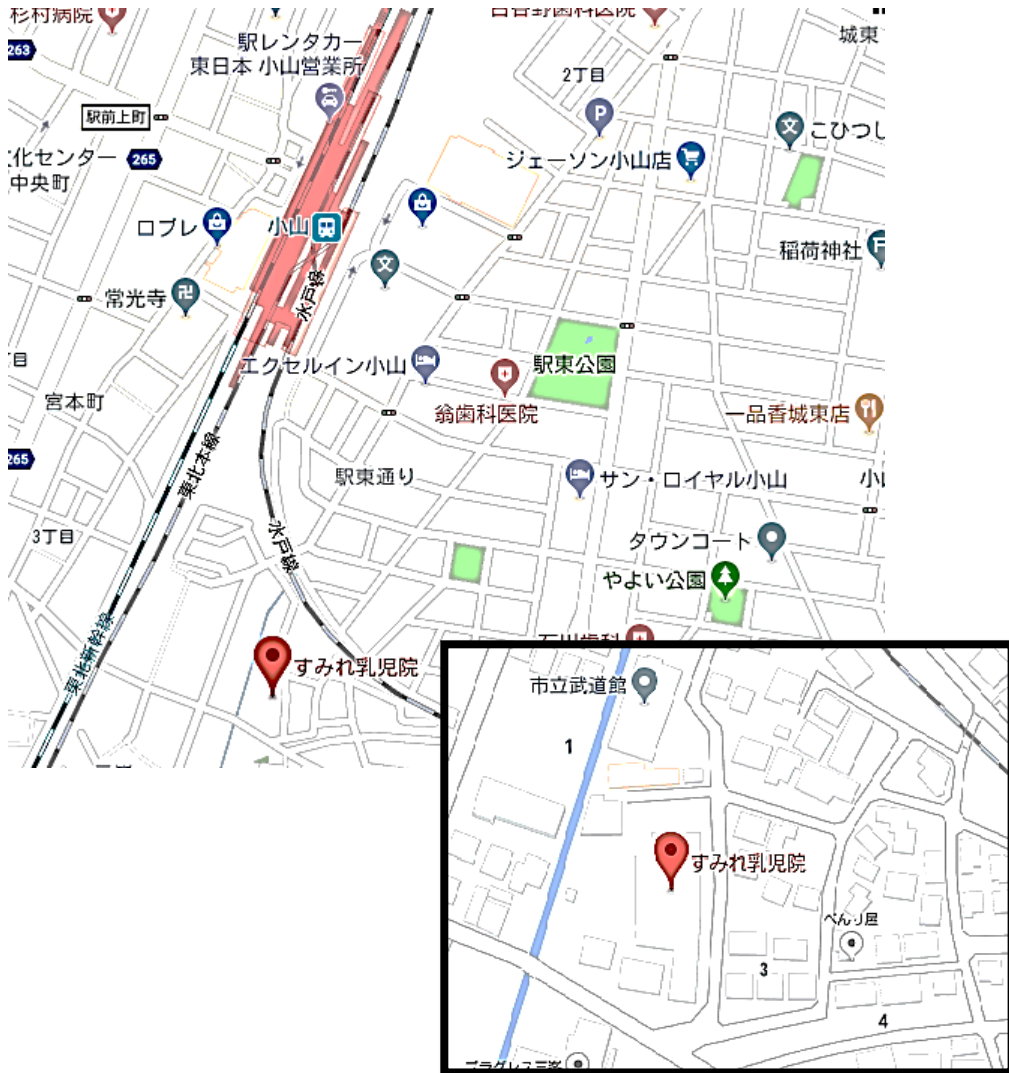 杉村病院
263
駅レンタカー
東日本 小山営業所
2丁目
城東
駅前上町
265
化センター
中央町
P
文
こひつし
ジェーソン小山店
ロブレ
小山
稲荷神社
文
水戸線
常光寺
丁目
エクセルイン小山
駅東公園
翁歯科医院
宮本町
一品香城東店
265
東北本線
駅東通り
サン・ロイヤル小山
小山
3丁目
水戸線
タウンコート
やよい公園
東北新幹線
すみれ乳児院
市立武道館
1
すみれ乳児院
べんり屋
3
4